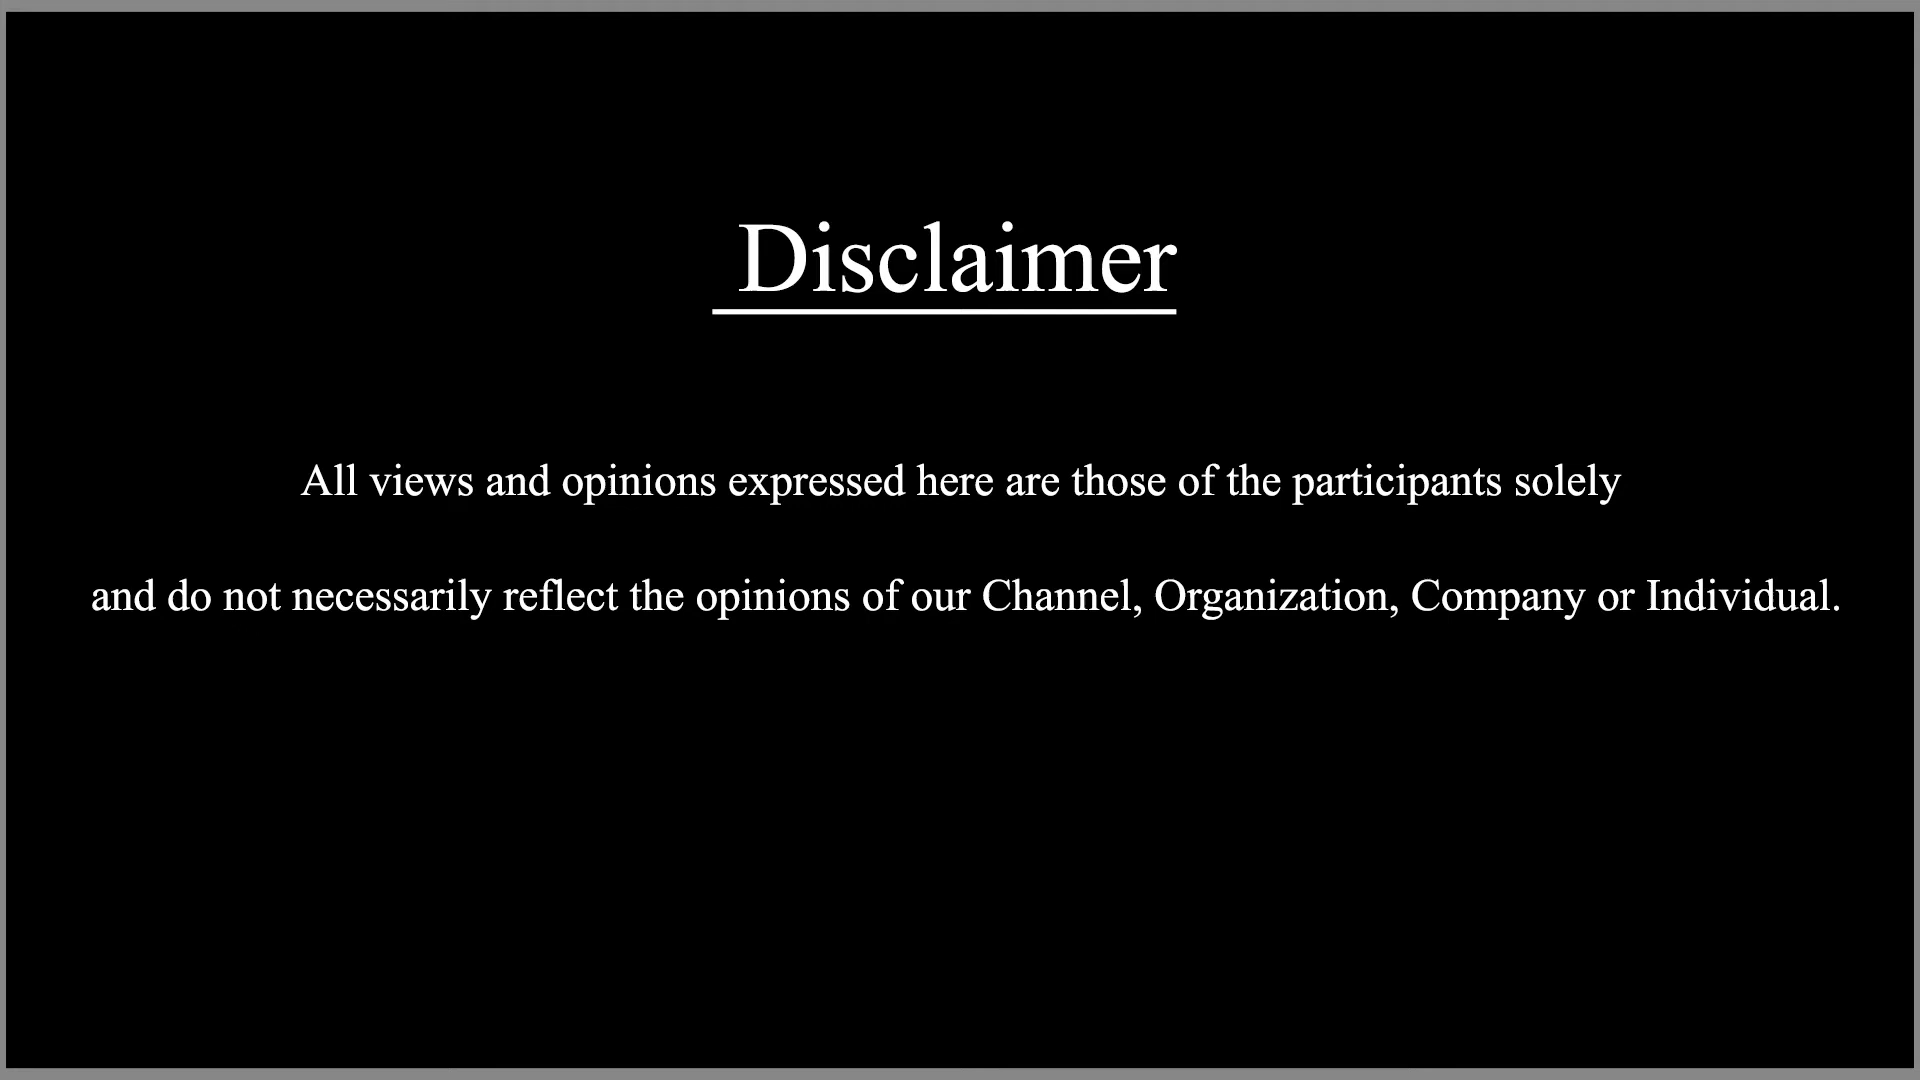 Disclaimer
All views and opinions expressed here are those of the participants solely
and do not necessarily reflect the opinions of our Channel, Organization, Company or Individual.